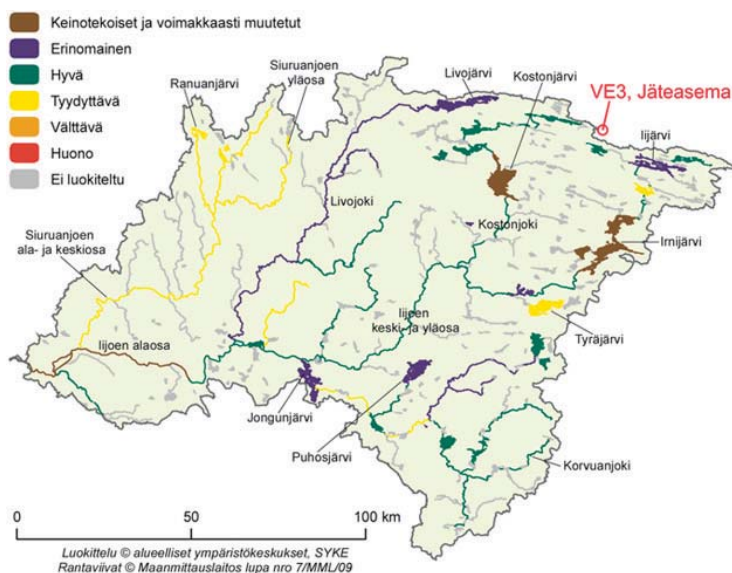 Keinotekoiset ja voimakkaasti muutetut
Erinomainen
Hyvä
Tyydyttävä
Välttävä
Huono
Ei luokiteltu
Ranuanjärvi
Siuruanjoen
yläosa
Livojärvi
Kostonjärvi
VE3, Jäteasema
Iijärvi
Livojoki
Kostonjoki
Irnijärvi
Siuruanjoen
ala- ja keskiosa
Iijoen alaosa
Iijoen
keski- ja yläosa
Tyräjärvi
Jongunjärvi
Puhosjärvi
Korvuanjoki
0 50 100 km
Luokittelu © alueelliset ympäristökeskukset, SYKE
Rantaviivat © Maanmittauslaitos lupa nro 7/MML/09